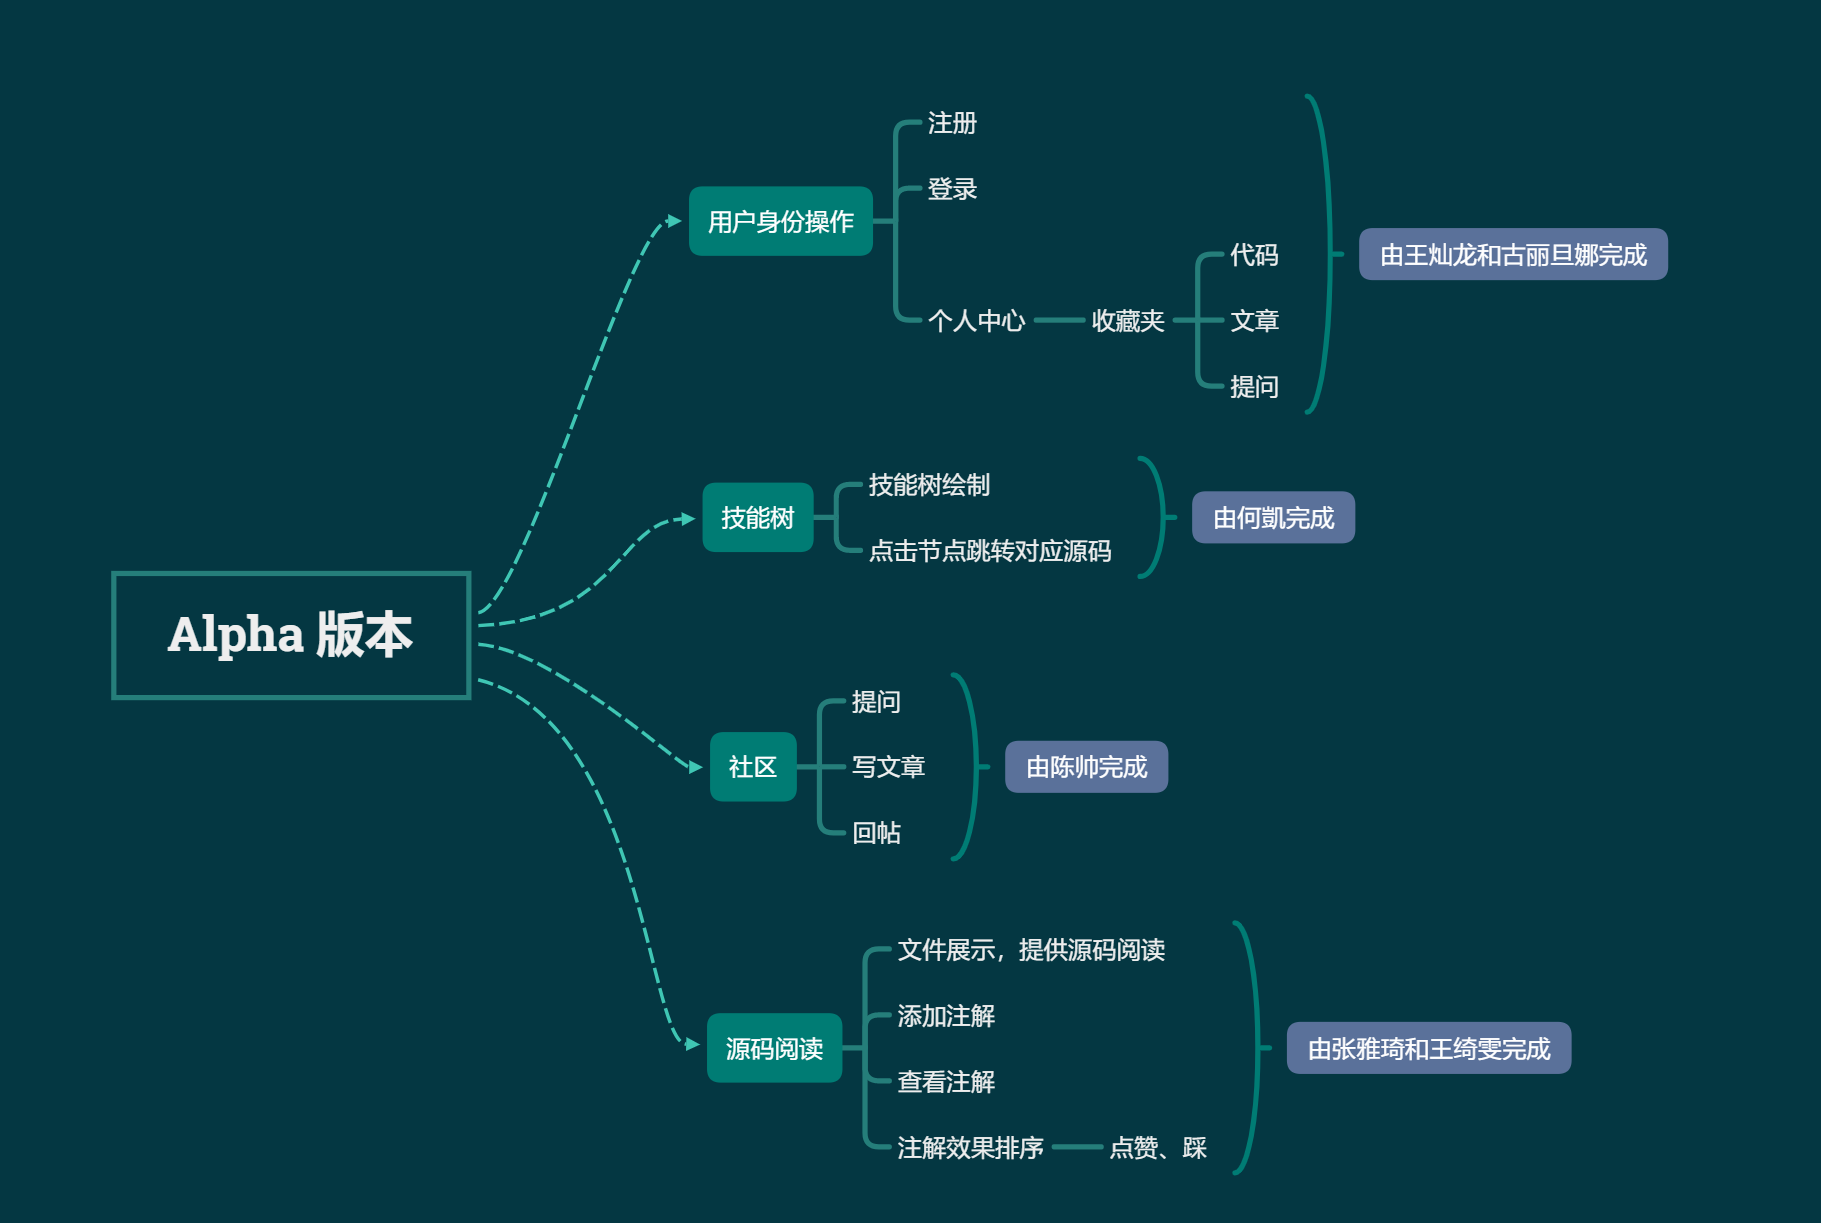 Alpha 版本
用户身份操作
注册
登录
个人中心
收藏夹
代码
文章
提问
由王灿龙和古丽旦娜完成
技能树
技能树绘制
点击节点跳转对应源码
由何凯完成
社区
提问
写文章
回帖
由陈帅完成
源码阅读
文件展示，提供源码阅读
添加注解
查看注解
注解效果排序
点赞、踩
由张雅琦和王绮雯完成